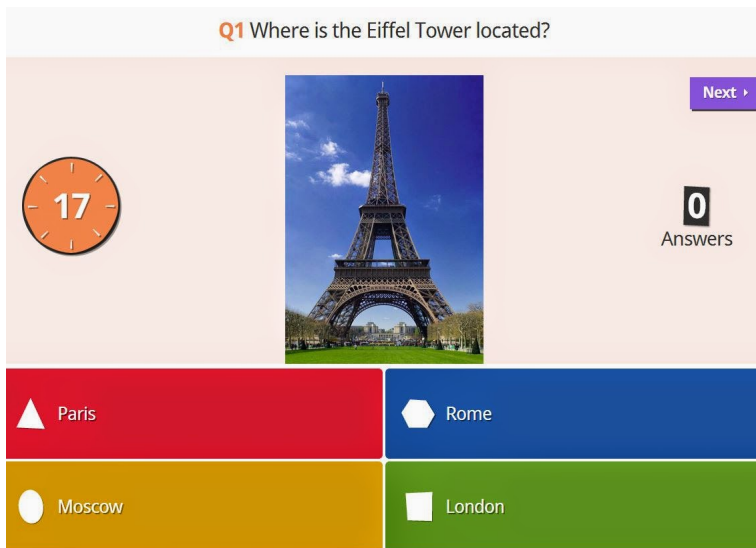 Q1 Where is the Eiffel Tower located?
Next
17
0
Answers
Paris
Rome
Moscow
London